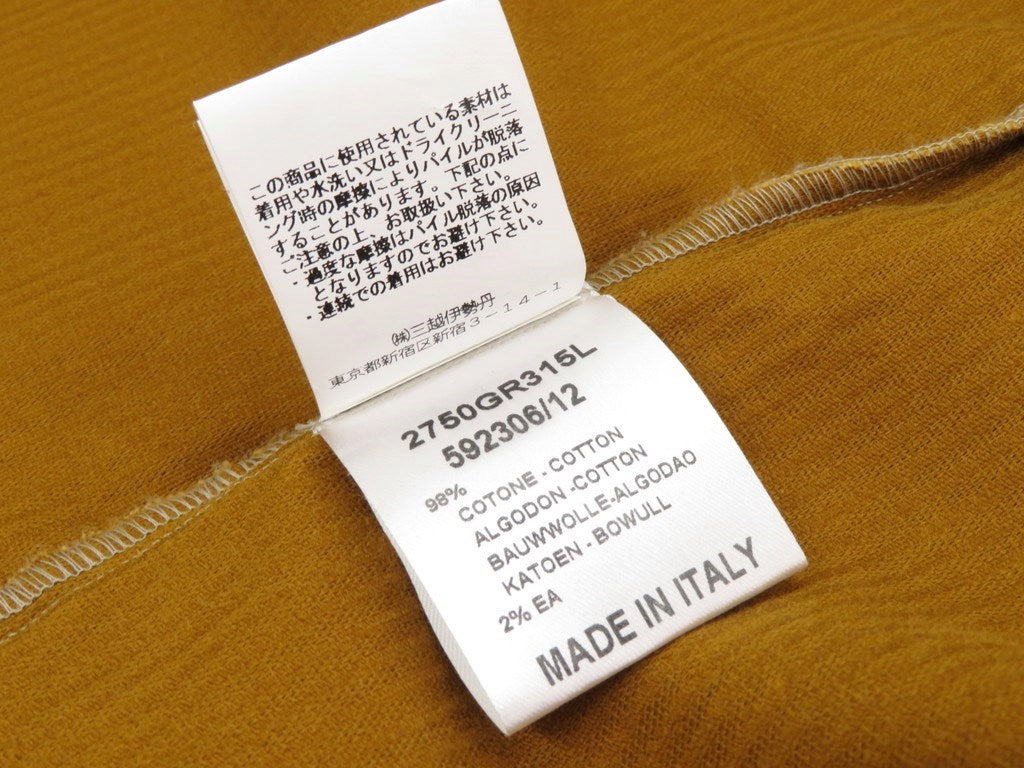 この商品に使用されている素材は
着用や水洗い又はドライクリーニ
ング時の摩擦によりパイルが脱落
することがあります。下記の点に
ご注意の上、お取扱い下さい。
・過度な摩擦はパイル脱落の原因
となりますのでお避け下さい。
・連続での着用はお避け下さい。
㈱三越伊勢丹
東京都新宿区新宿3-14-1
2750GR315L
592306/12
98%
COTONE - COTTON
ALGODON -COTTON
BAUWWOLLE-ALGODAO
KATOEN - BOWULL
2% EA
MADE IN ITALY